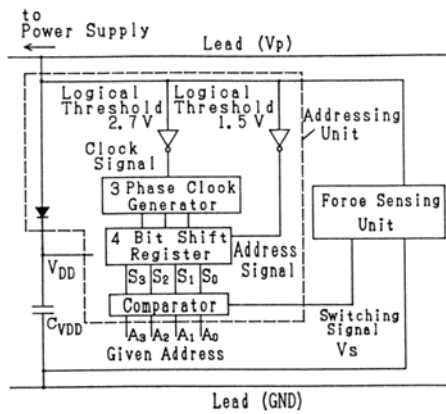 to
Power Supply
Lead (Vp)
Logical
Threshold
2.7V
Logical
Threshold
1.5V
Addressing
Unit
Clock
Signal
3 Phase Clock
Generator
Force Sensing
Unit
4 Bit Shift
Register
Address
Signal
VDD
S3 S2 S1 S0
Comparator
CVDD
Switching
Signal
Vs
A3 A2 A1 A0
Given Address
Lead (GND)